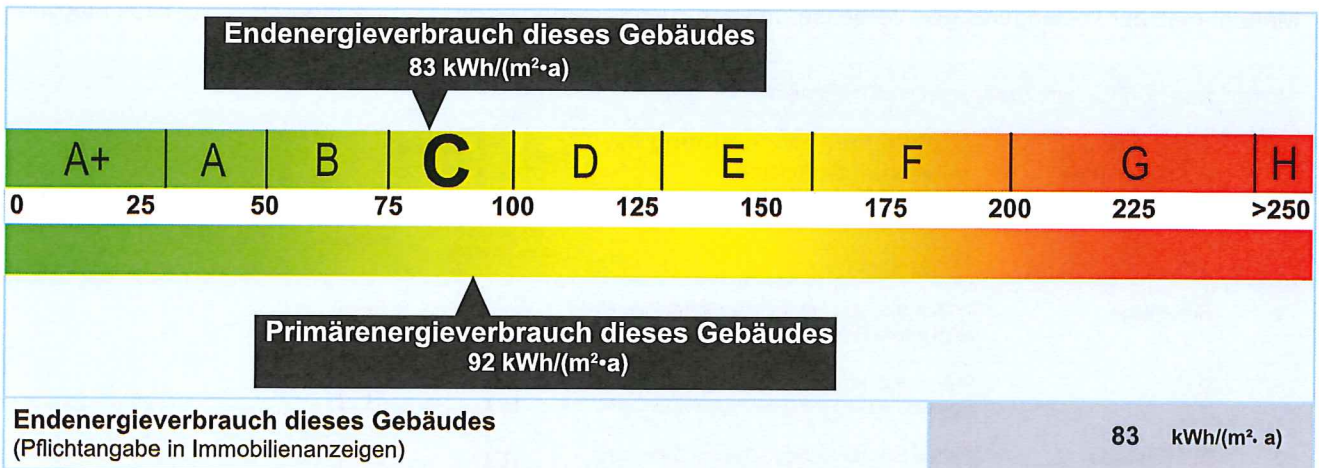 Endenergieverbrauch dieses Gebäudes
83 kWh/(m²•a)
A+ A B C D E F G H
0 25 50 75 100 125 150 175 200 225 >250
Primärenergieverbrauch dieses Gebäudes
92 kWh/(m²•a)
Endenergieverbrauch dieses Gebäudes
(Pflichtangabe in Immobilienanzeigen)
83 kWh/(m²· a)